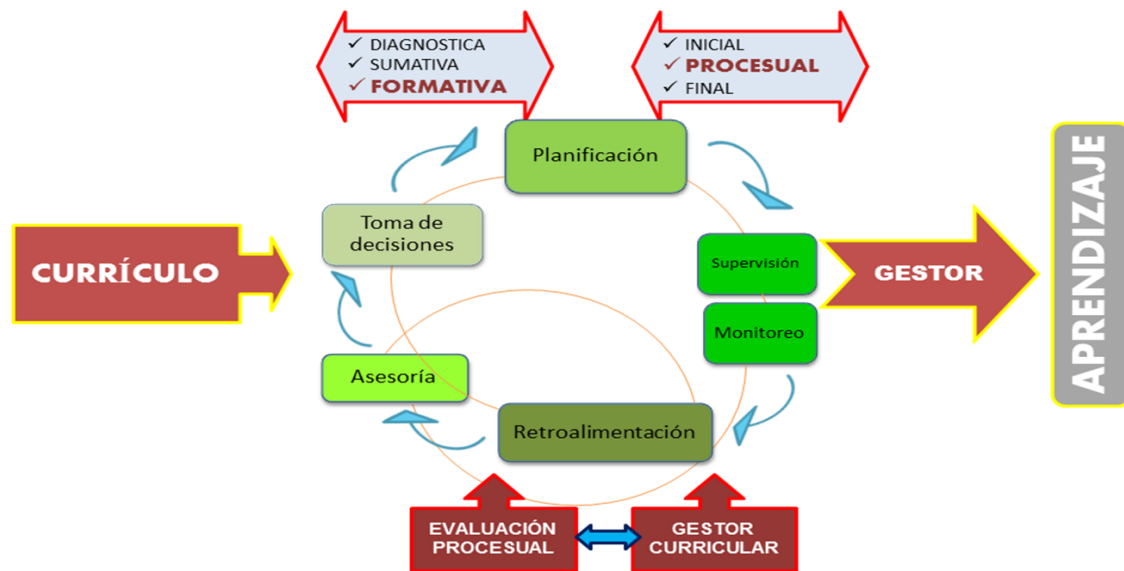 ✓ DIAGNOSTICA
✓ SUMATIVA
✓ FORMATIVA
✓ INICIAL
✓ PROCESUAL
✓ FINAL
Planificación
Toma de
decisiones
Supervisión
Monitoreo
Asesoría
Retroalimentación
CURRÍCULO
GESTOR
APRENDIZAJE
EVALUACIÓN
PROCESUAL
GESTOR
CURRICULAR